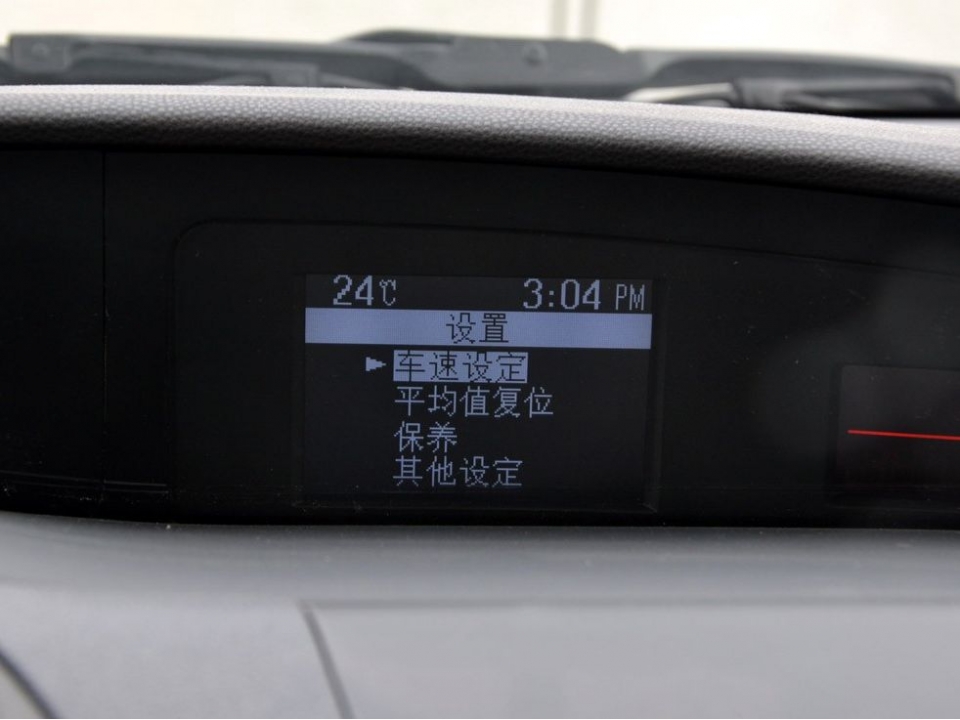 24℃ 3:04 PM
设置
►车速设定
平均值复位
保养
其他设定